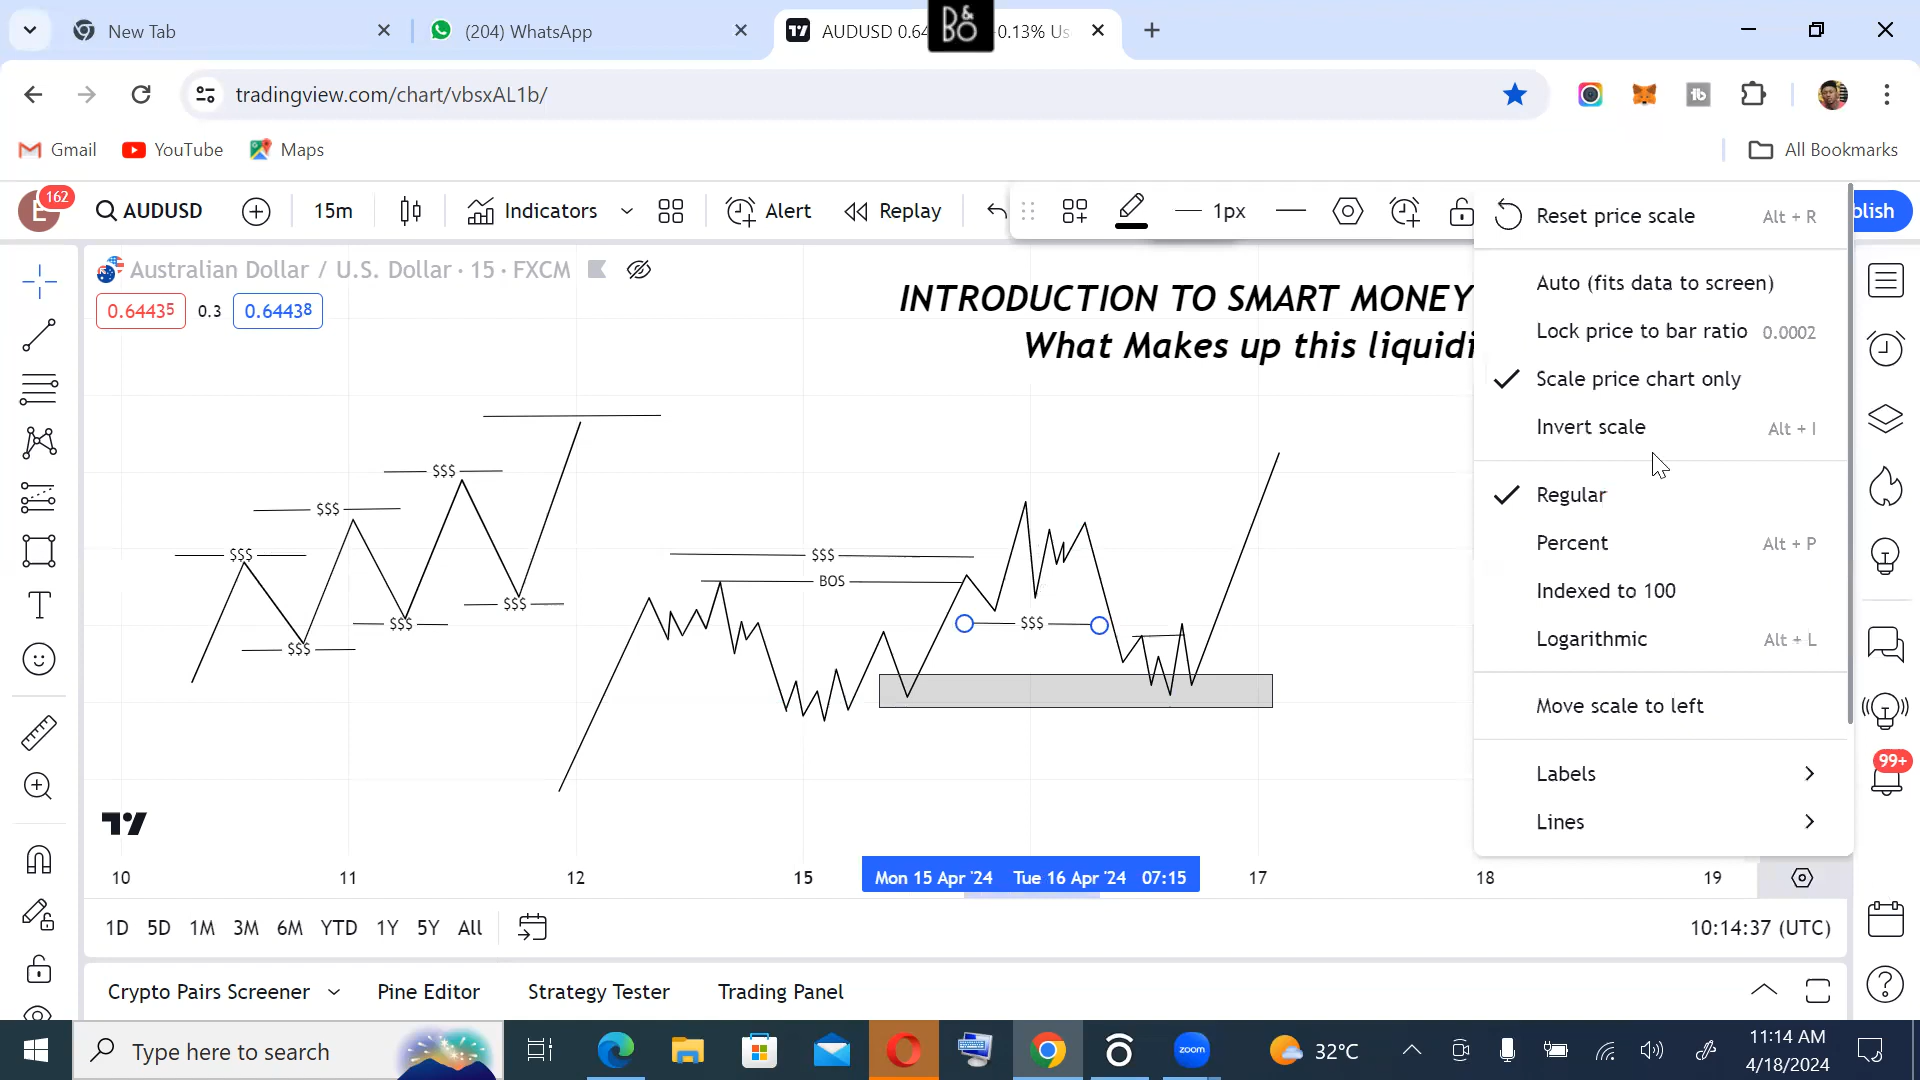 New Tab
(204) WhatsApp
AUDUSD 0.64
B&O
-0.13% Us
tradingview.com/chart/vbsxAL1b/
Gmail
YouTube
Maps
All Bookmarks
E
162
AUDUSD
15m
Indicators
Alert
Replay
1px
blish
Australian Dollar / U.S. Dollar · 15 · FXCM
0.64435
0.3
0.64438
INTRODUCTION TO SMART MONEY
What Makes up this liquidi
Reset price scale Alt + R
Auto (fits data to screen)
Lock price to bar ratio 0.0002
Scale price chart only
Invert scale Alt + I
Regular
Percent Alt + P
Indexed to 100
Logarithmic Alt + L
Move scale to left
Labels
Lines
$$$
$$$
$$$
$$$
$$$
$$$
$$$
BOS
$$$
99+
10 11 12 15 Mon 15 Apr '24 Tue 16 Apr '24 07:15 17 18 19
1D 5D 1M 3M 6M YTD 1Y 5Y All
10:14:37 (UTC)
Crypto Pairs Screener
Pine Editor
Strategy Tester
Trading Panel
Type here to search
zoom
32°C
11:14 AM
4/18/2024